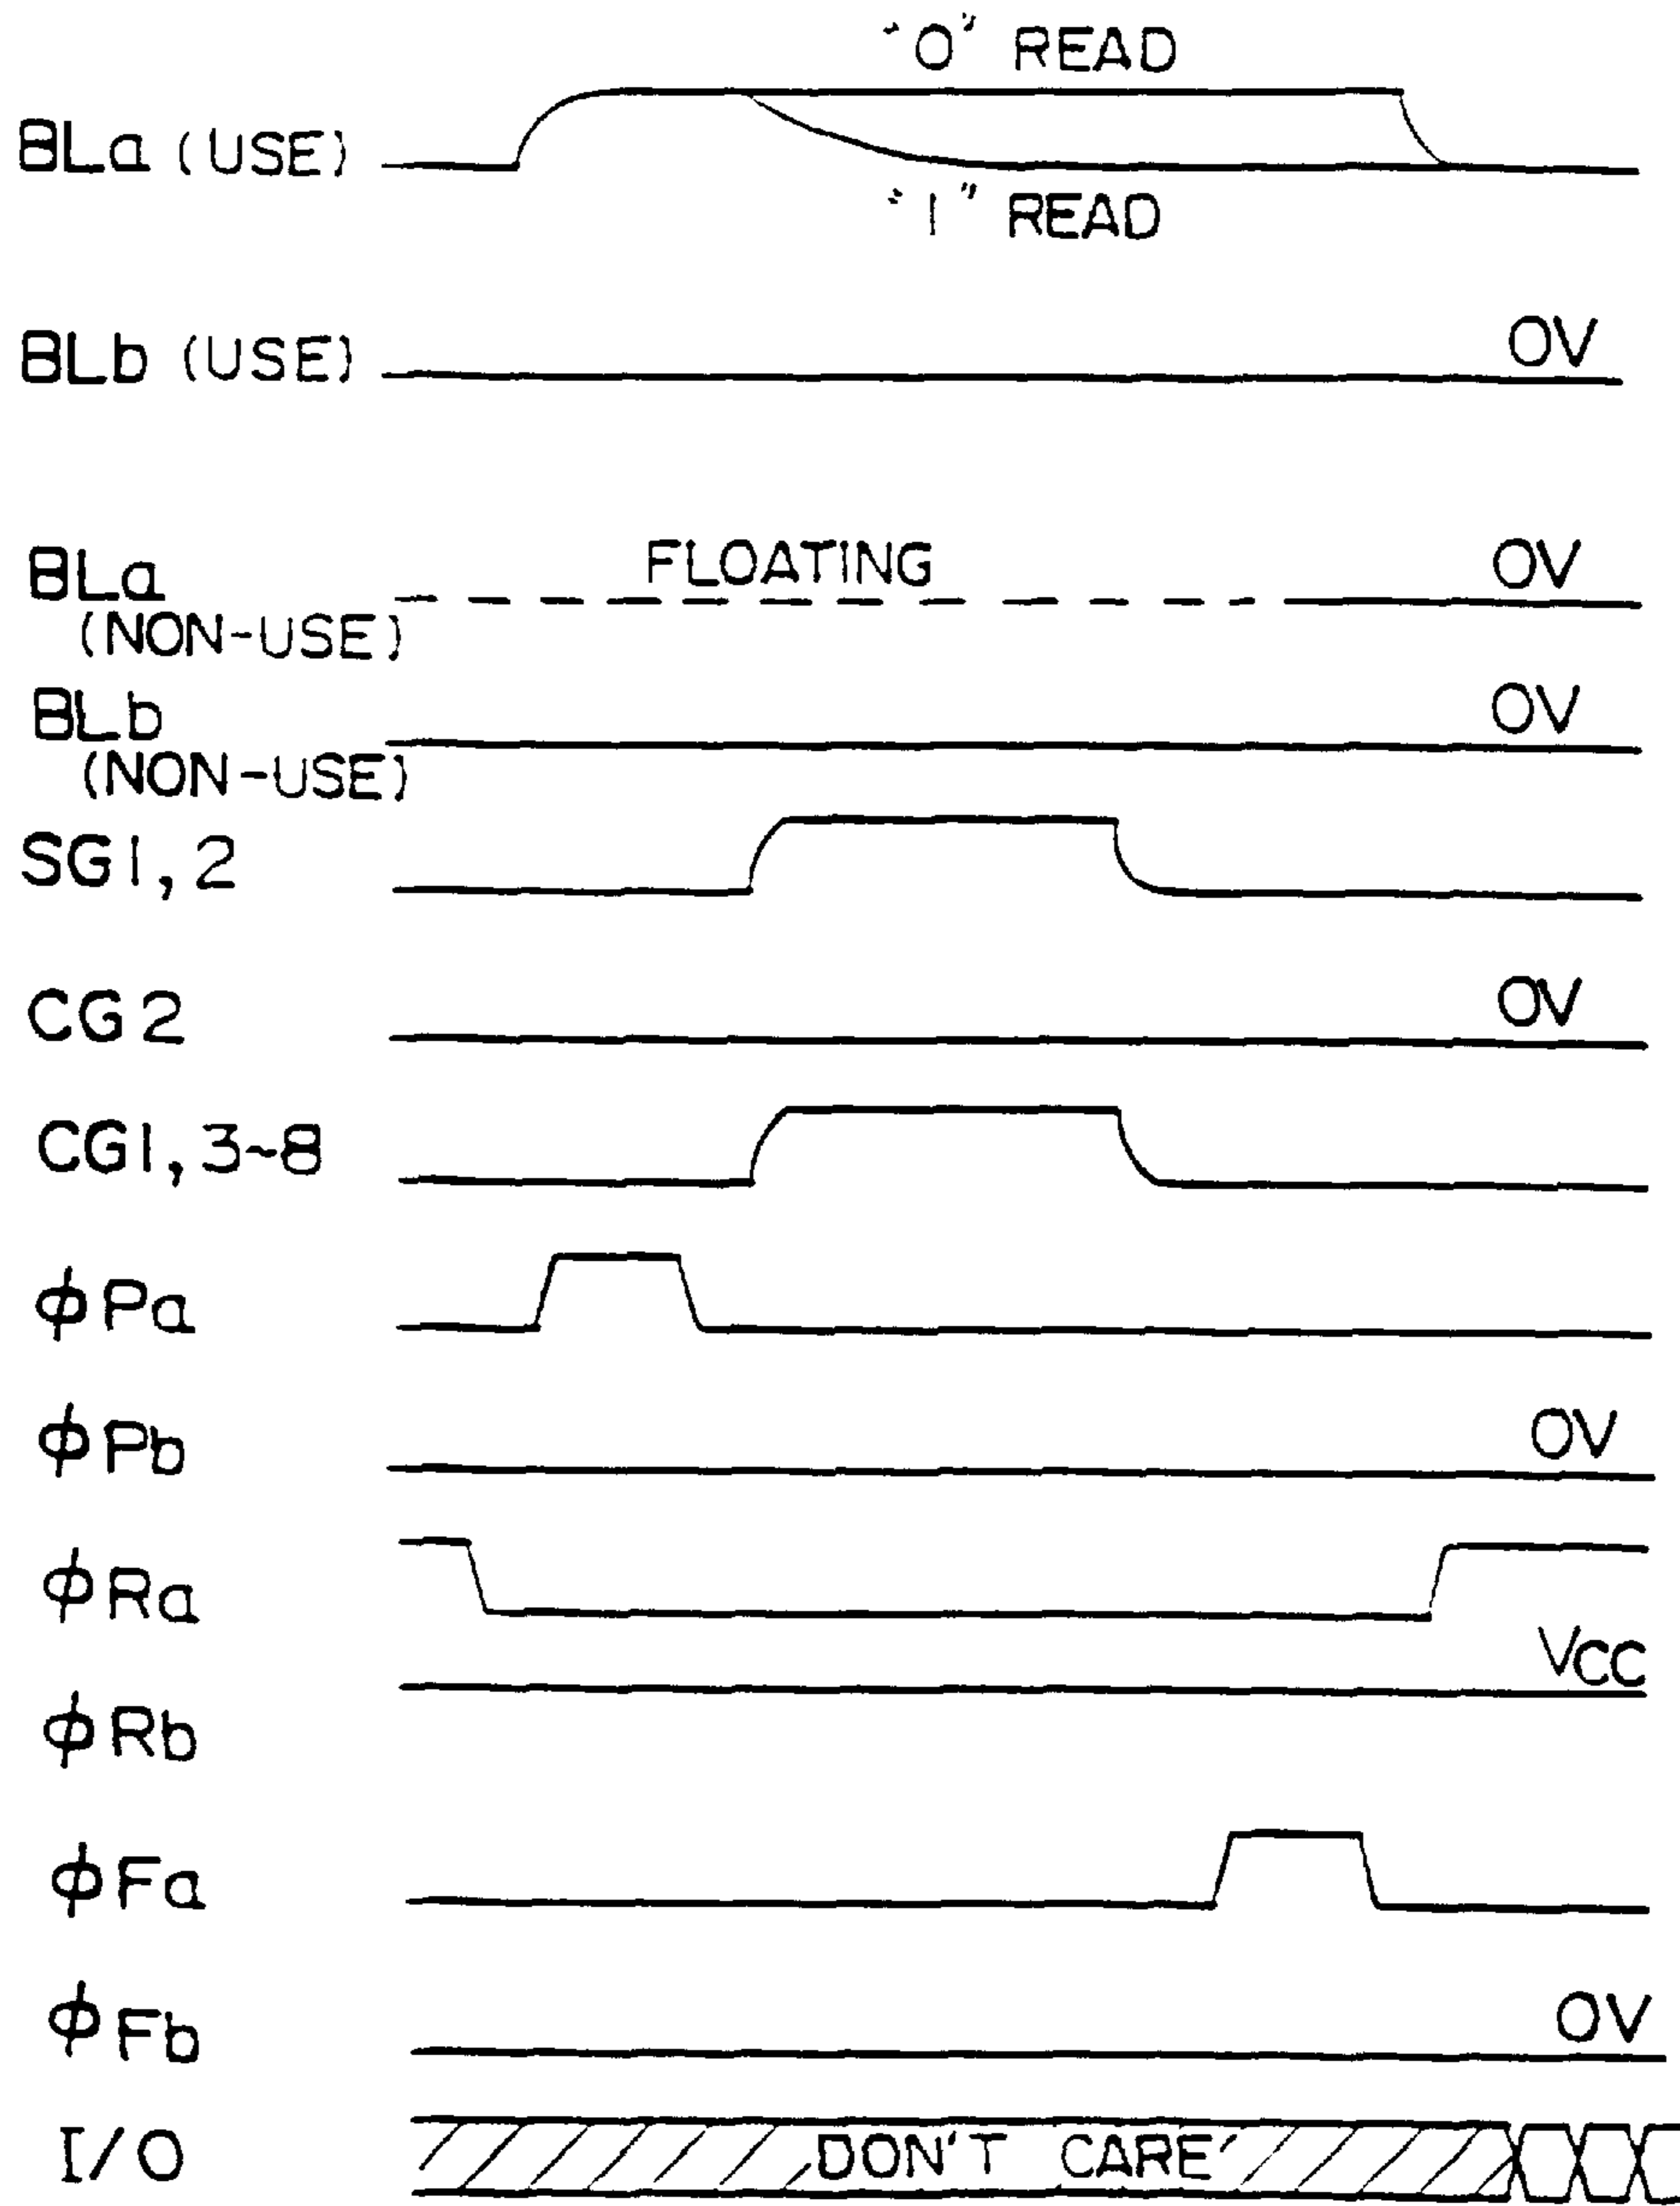 "0" READ
BLa (USE)
"1" READ
BLb (USE) 0V
BLa FLOATING 0V
(NON-USE)
BLb 0V
(NON-USE)
SG1, 2
CG2 0V
CG1, 3~8
ϕPa
ϕPb 0V
ϕRa
VCC
ϕRb
ϕFa
ϕFb 0V
I/O DON'T CARE